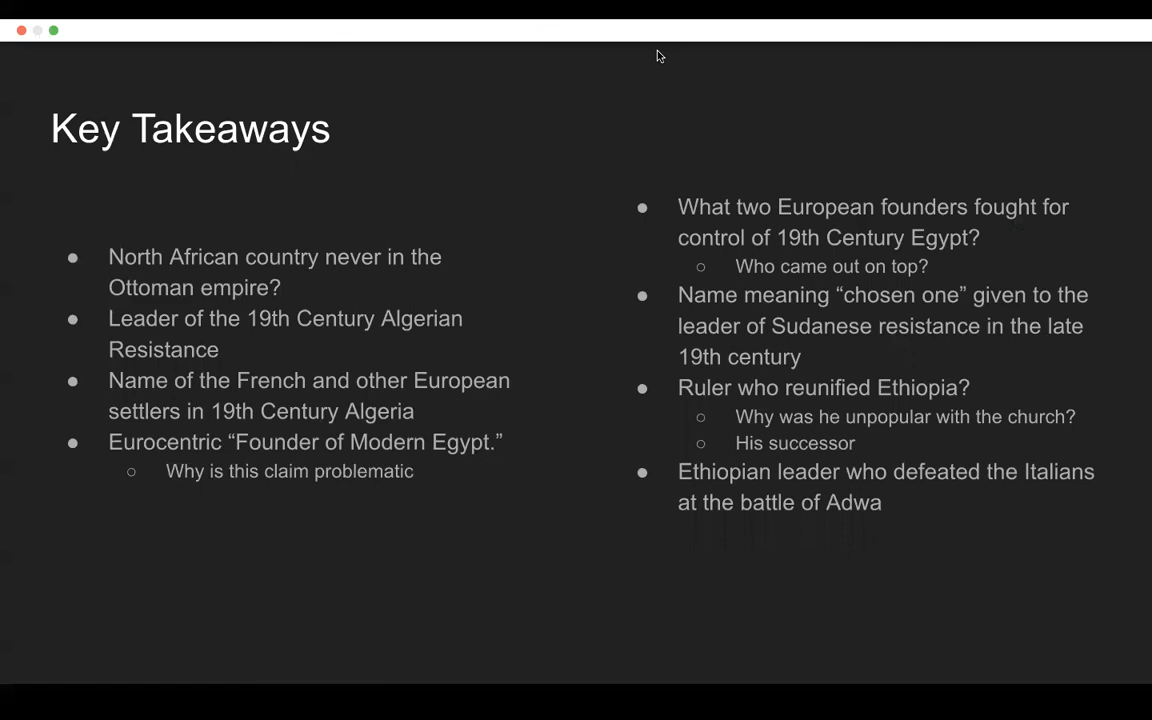 Key Takeaways
● North African country never in the
Ottoman empire?
● Leader of the 19th Century Algerian
Resistance
● Name of the French and other European
settlers in 19th Century Algeria
● Eurocentric “Founder of Modern Egypt.”
○ Why is this claim problematic
● What two European founders fought for
control of 19th Century Egypt?
○ Who came out on top?
● Name meaning “chosen one” given to the
leader of Sudanese resistance in the late
19th century
● Ruler who reunified Ethiopia?
○ Why was he unpopular with the church?
○ His successor
● Ethiopian leader who defeated the Italians
at the battle of Adwa